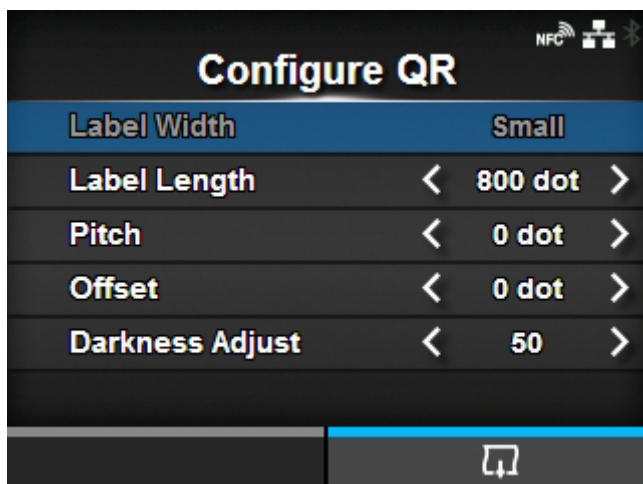 NFC
Configure QR
Label Width Small
Label Length 800 dot
Pitch 0 dot
Offset 0 dot
Darkness Adjust 50